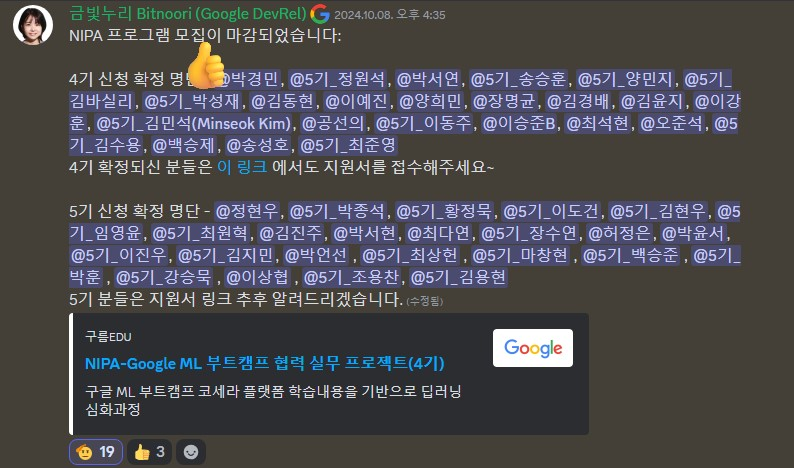 금빛누리 Bitnoori (Google DevRel) 2024.10.08. 오후 4:35
NIPA 프로그램 모집이 마감되었습니다:
4기 신청 확정 명단 @박경민, @5기_정원석, @박서연, @5기_송승훈, @5기_양민지, @5기_
김바실리, @5기_박성재, @김동현, @이예진, @양희민, @장명균, @김경배, @김윤지, @이강
훈, @5기_김민석(Minseok Kim), @공선의, @5기_이동주, @이승준B, @최석현, @오준석, @5
기_김수용, @백승제, @송성호, @5기_최준영
4기 확정되신 분들은 이 링크 에서도 지원서를 접수해주세요~
5기 신청 확정 명단 - @정현우, @5기_박종석, @5기_황정묵, @5기_이도건, @5기_김현우, @5
기_임영윤, @5기_최원혁, @김진주, @박서현, @최다연, @5기_장수연, @허정은, @박윤서,
@5기_이진우, @5기_김지민, @박언선 , @5기_최상헌 , @5기_마창현 , @5기_백승준 , @5기_
박훈 , @5기_강승묵 , @이상협 , @5기_조용찬, @5기_김용현
5기 분들은 지원서 링크 추후 알려드리겠습니다. (수정됨)
구름EDU
Google
NIPA-Google ML 부트캠프 협력 실무 프로젝트(4기)
구글 ML 부트캠프 코세라 플랫폼 학습내용을 기반으로 딥러닝
심화과정
19 3